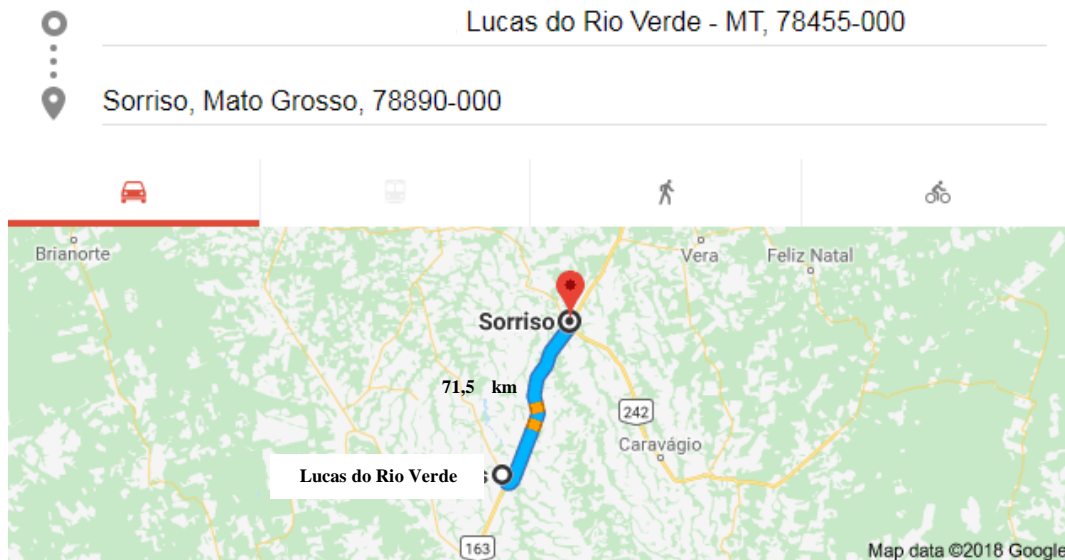 Lucas do Rio Verde - MT, 78455-000
Sorriso, Mato Grosso, 78890-000
Brianorte
Vera
Feliz Natal
Sorriso
71,5 km
242
Caravágio
Lucas do Rio Verde s
163
Map data ©2018 Google